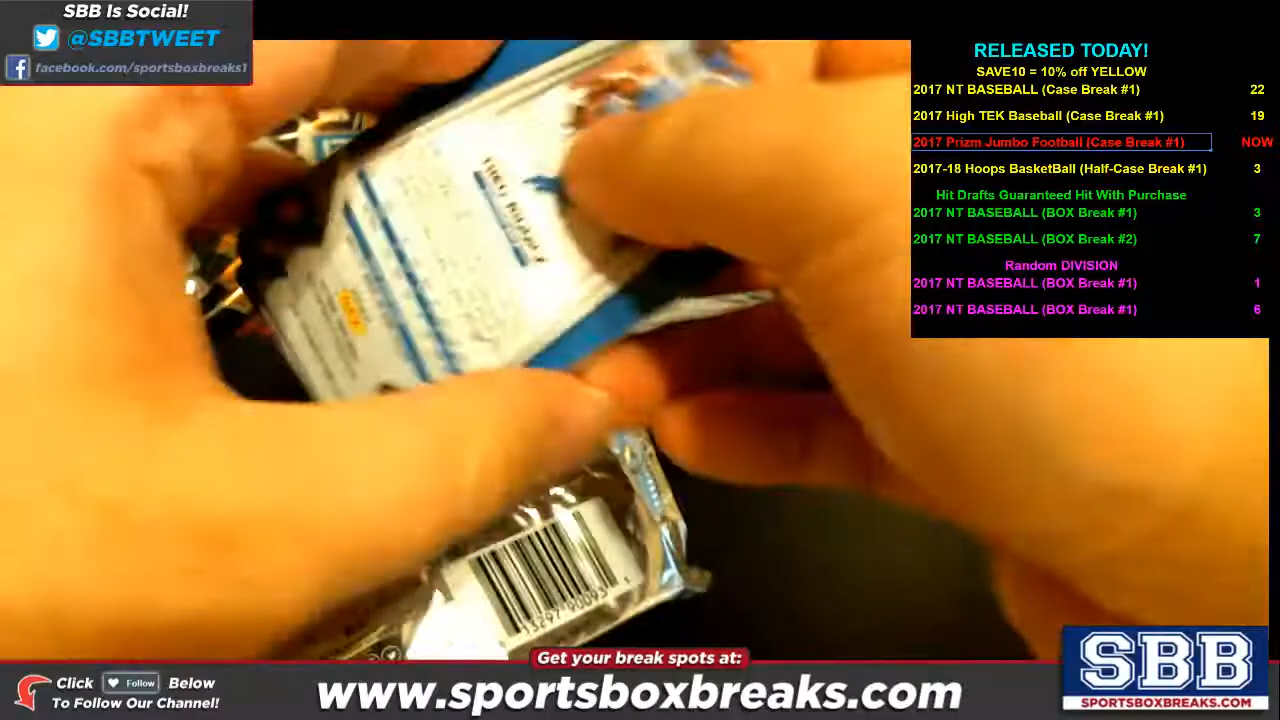 SBB Is Social!
@SBBTWEET
facebook.com/sportsboxbreaks1
RELEASED TODAY!
SAVE10 = 10% off YELLOW
2017 NT BASEBALL (Case Break #1) 22
2017 High TEK Baseball (Case Break #1) 19
2017 Prizm Jumbo Football (Case Break #1) NOW
2017-18 Hoops BasketBall (Half-Case Break #1) 3
Hit Drafts Guaranteed Hit With Purchase
2017 NT BASEBALL (BOX Break #1) 3
2017 NT BASEBALL (BOX Break #2) 7
Random DIVISION
2017 NT BASEBALL (BOX Break #1) 1
2017 NT BASEBALL (BOX Break #1) 6
Get your break spots at:
Click Follow Below
To Follow Our Channel!
www.sportsboxbreaks.com
SBB
SPORTSBOXBREAKS.COM